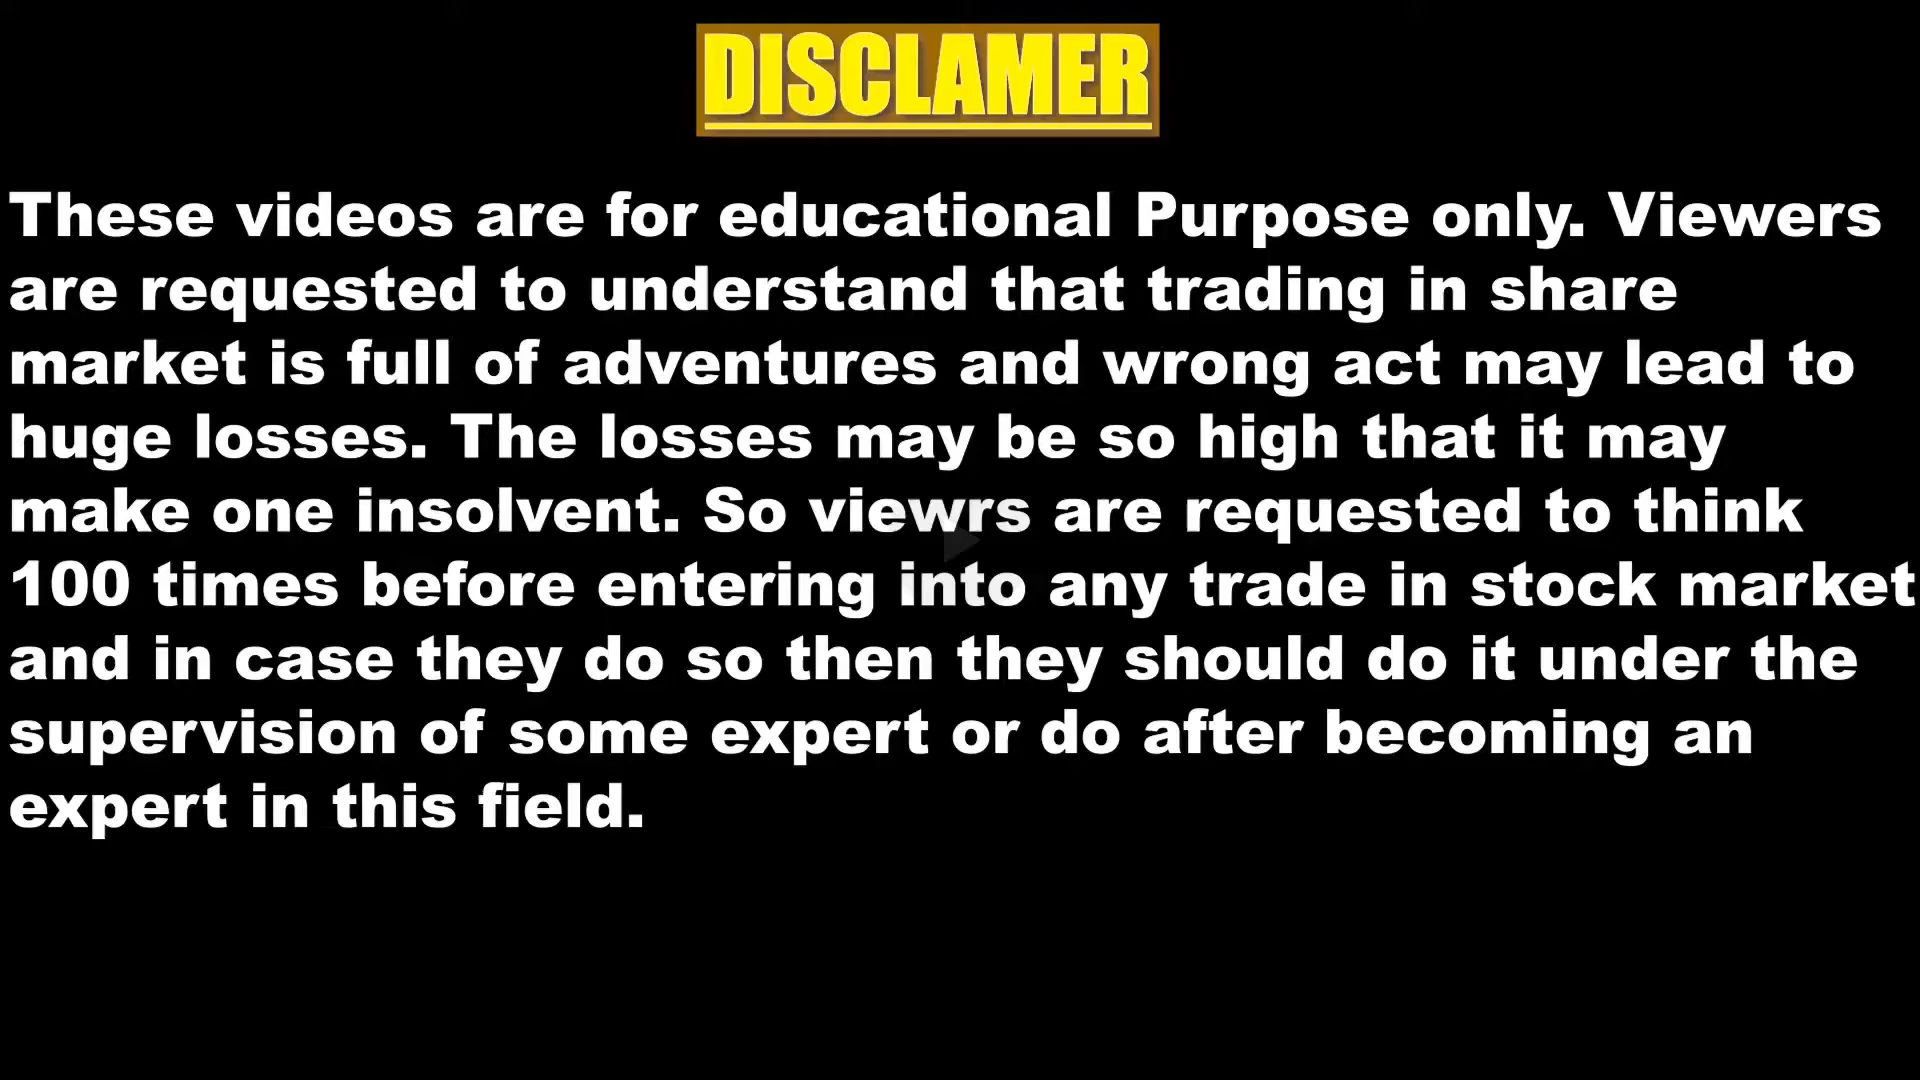 DISCLAMER
These videos are for educational Purpose only. Viewers
are requested to understand that trading in share
market is full of adventures and wrong act may lead to
huge losses. The losses may be so high that it may
make one insolvent. So viewrs are requested to think
100 times before entering into any trade in stock market
and in case they do so then they should do it under the
supervision of some expert or do after becoming an
expert in this field.